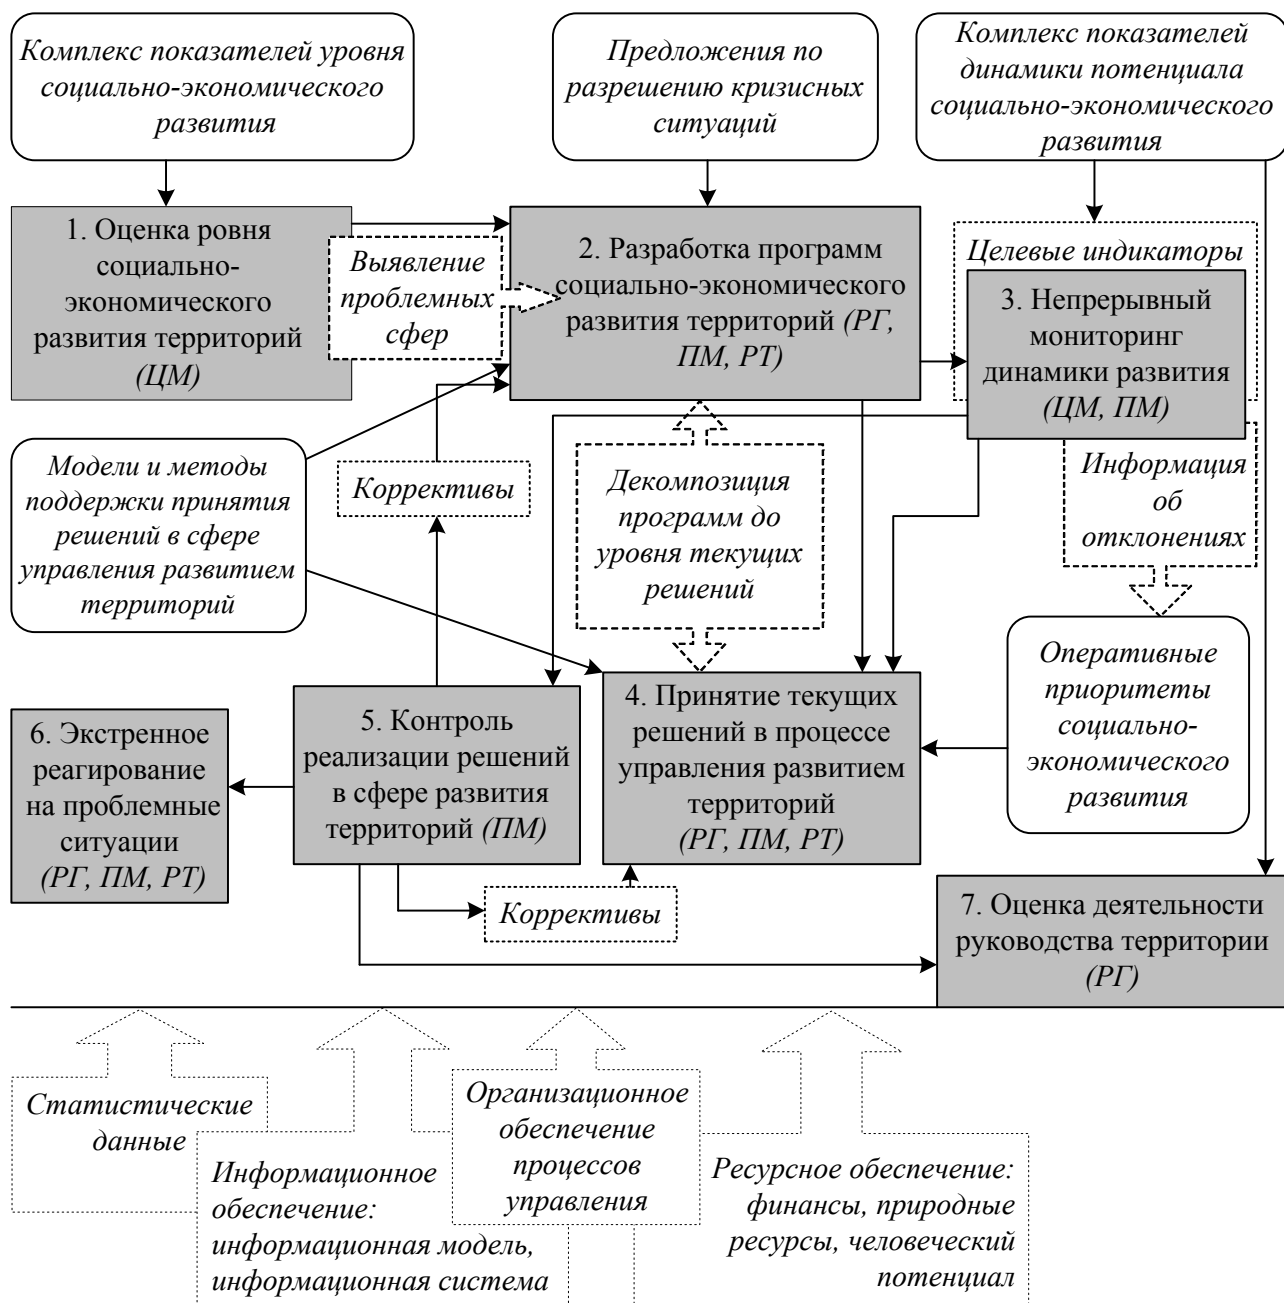 Комплекс показателей уровня
социально-экономического
развития
Предложения по
разрешению кризисных
ситуаций
Комплекс показателей
динамики потенциала
социально-экономического
развития
1. Оценка ровня
социально-
экономического
развития территорий
(ЦМ)
Выявление
проблемных
сфер
2. Разработка программ
социально-экономического
развития территорий (РГ,
ПМ, РТ)
Целевые индикаторы
3. Непрерывный
мониторинг
динамики развития
(ЦМ, ПМ)
Модели и методы
поддержки принятия
решений в сфере
управления развитием
территорий
Коррективы
Декомпозиция
программ до
уровня текущих
решений
Информация
об
отклонениях
Оперативные
приоритеты
социально-
экономического
развития
6. Экстренное
реагирование
на проблемные
ситуации
(РГ, ПМ, РТ)
5. Контроль
реализации решений
в сфере развития
территорий (ПМ)
4. Принятие текущих
решений в процессе
управления развитием
территорий
(РГ, ПМ, РТ)
Коррективы
7. Оценка деятельности
руководства территории
(РГ)
Статистические
данные
Информационное
обеспечение:
информационная модель,
информационная система
Организационное
обеспечение
процессов
управления
Ресурсное обеспечение:
финансы, природные
ресурсы, человеческий
потенциал